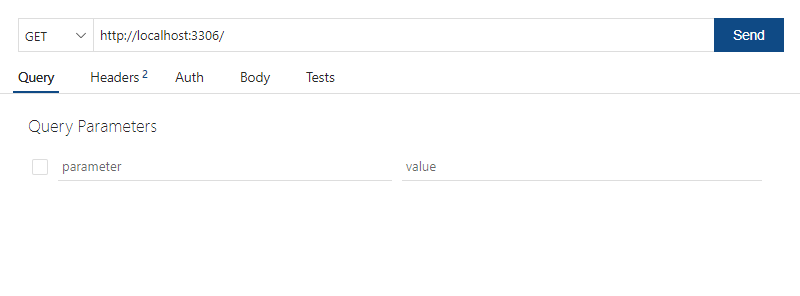 GET http://localhost:3306/ Send
Query Headers 2 Auth Body Tests
Query Parameters
parameter value